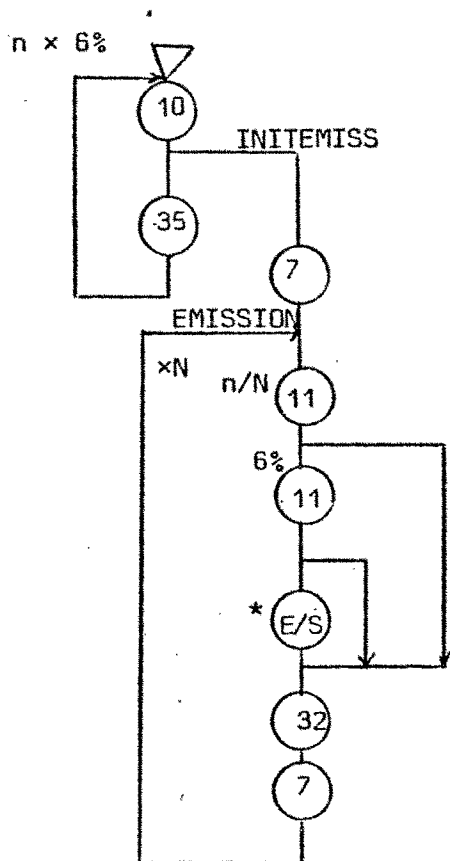 n × 6%
10
INITEMISS
35
7
EMISSION
×N
n/N
11
6%
11
*
E/S
32
7